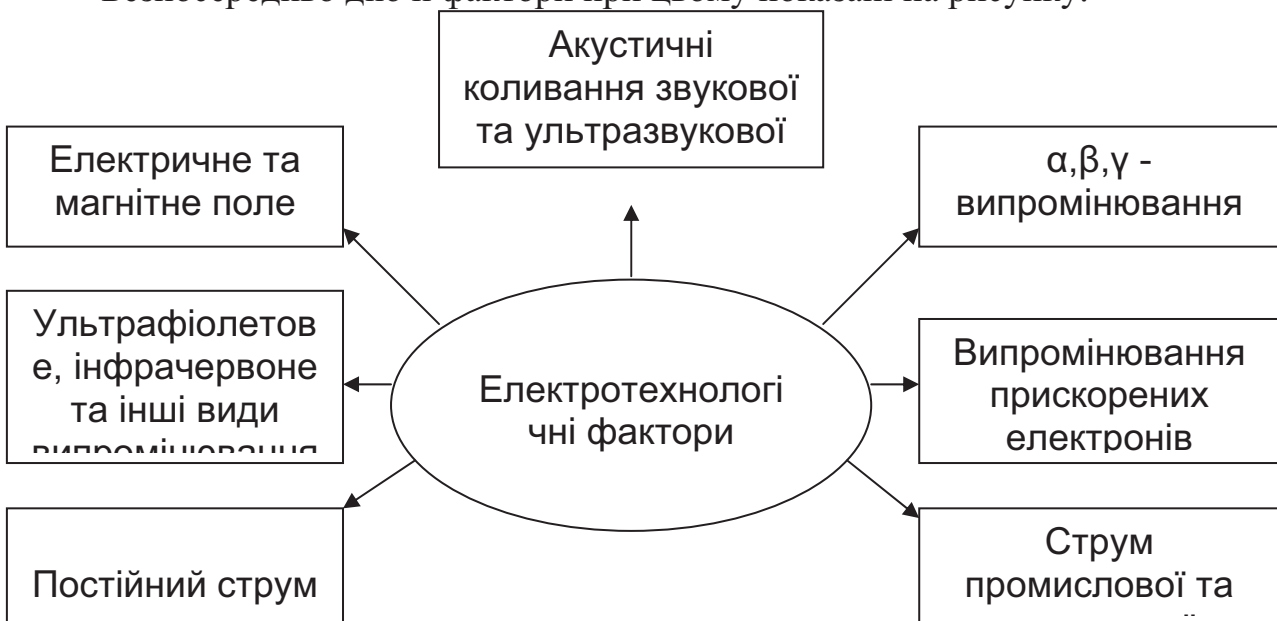 Акустичні
коливання звукової
та ультразвукової
Електричне та
магнітне поле
α,β,γ -
випромінювання
Ультрафіолетов
е, інфрачервоне
та інші види
випромінювання
Електротехнологі
чні фактори
Випромінювання
прискорених
електронів
Постійний струм
Струм
промислової та